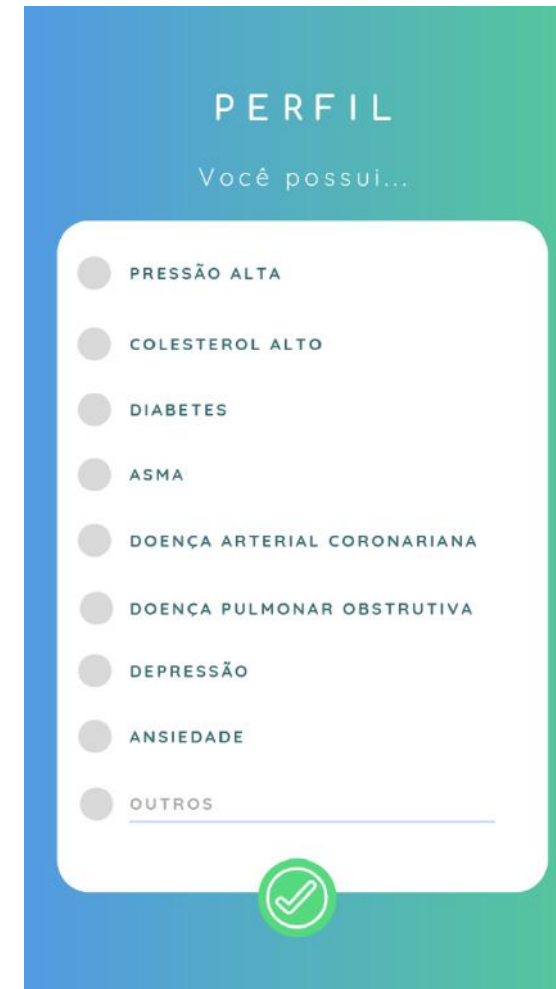 PERFIL
Você possui...
PRESSÃO ALTA
COLESTEROL ALTO
DIABETES
ASMA
DOENÇA ARTERIAL CORONARIANA
DOENÇA PULMONAR OBSTRUTIVA
DEPRESSÃO
ANSIEDADE
OUTROS